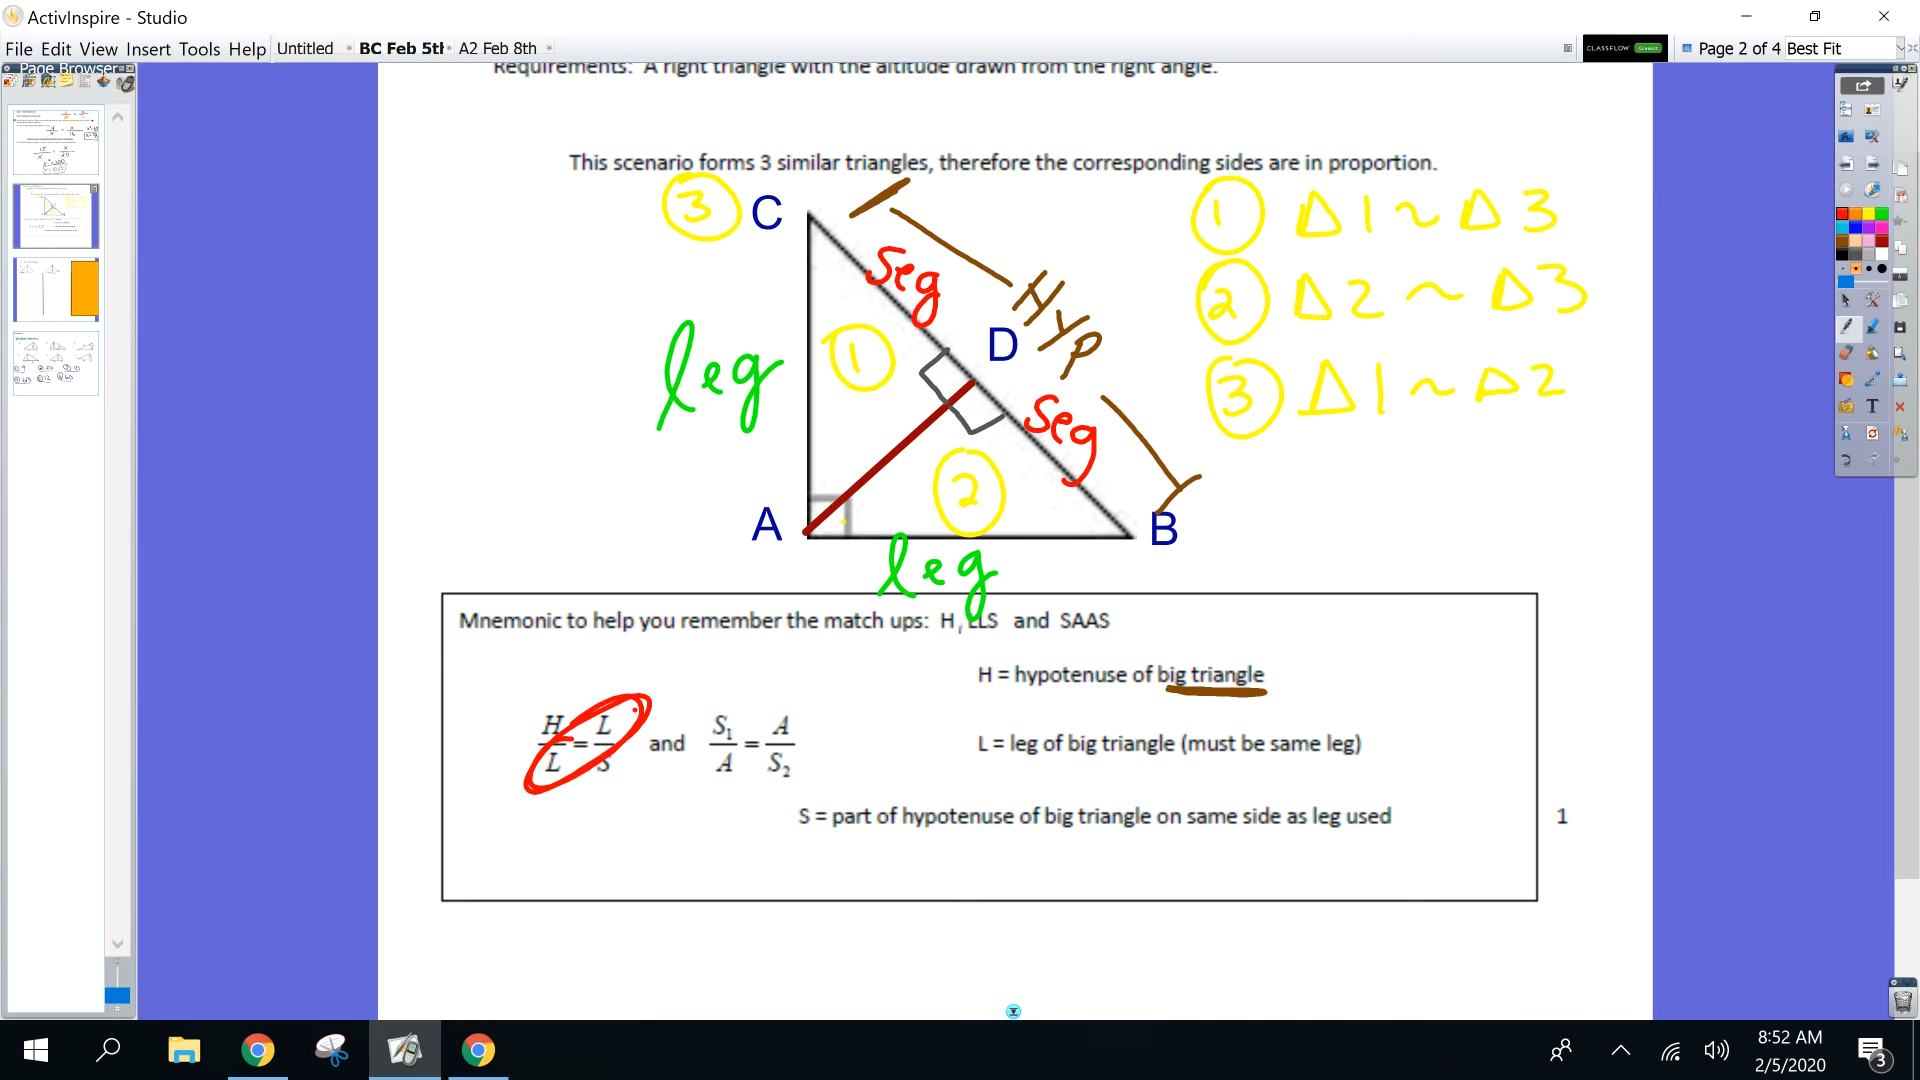 ActivInspire - Studio
File Edit View Insert Tools Help Untitled BC Feb 5th A2 Feb 8th
CLASSFLOW Connect Page 2 of 4 Best Fit
Page Browser
Requirements: A right triangle with the altitude drawn from the right angle.
This scenario forms 3 similar triangles, therefore the corresponding sides are in proportion.
3 C
seg
Hyp
D
leg
1
seg
2
A
B
leg
1 Δ1 ~ Δ3
2 Δ2 ~ Δ3
3 Δ1 ~ Δ2
Mnemonic to help you remember the match ups: H, LLS and SAAS
H = hypotenuse of big triangle
H/L = L/S and S₁/A = A/S₂
L = leg of big triangle (must be same leg)
S = part of hypotenuse of big triangle on same side as leg used
1
T
8:52 AM
2/5/2020
3